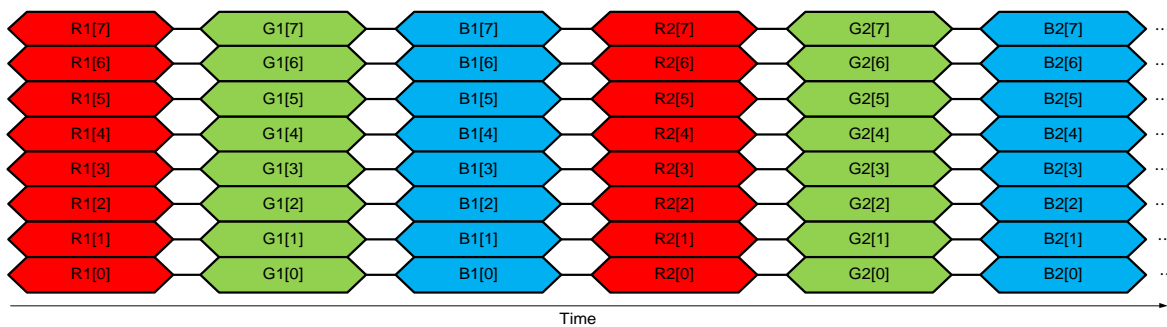 R1[7] G1[7] B1[7] R2[7] G2[7] B2[7] ..
R1[6] G1[6] B1[6] R2[6] G2[6] B2[6] ..
R1[5] G1[5] B1[5] R2[5] G2[5] B2[5] ..
R1[4] G1[4] B1[4] R2[4] G2[4] B2[4] ...
R1[3] G1[3] B1[3] R2[3] G2[3] B2[3] ...
R1[2] G1[2] B1[2] R2[2] G2[2] B2[2] ...
R1[1] G1[1] B1[1] R2[1] G2[1] B2[1] ..
R1[0] G1[0] B1[0] R2[0] G2[0] B2[0] ...
Time